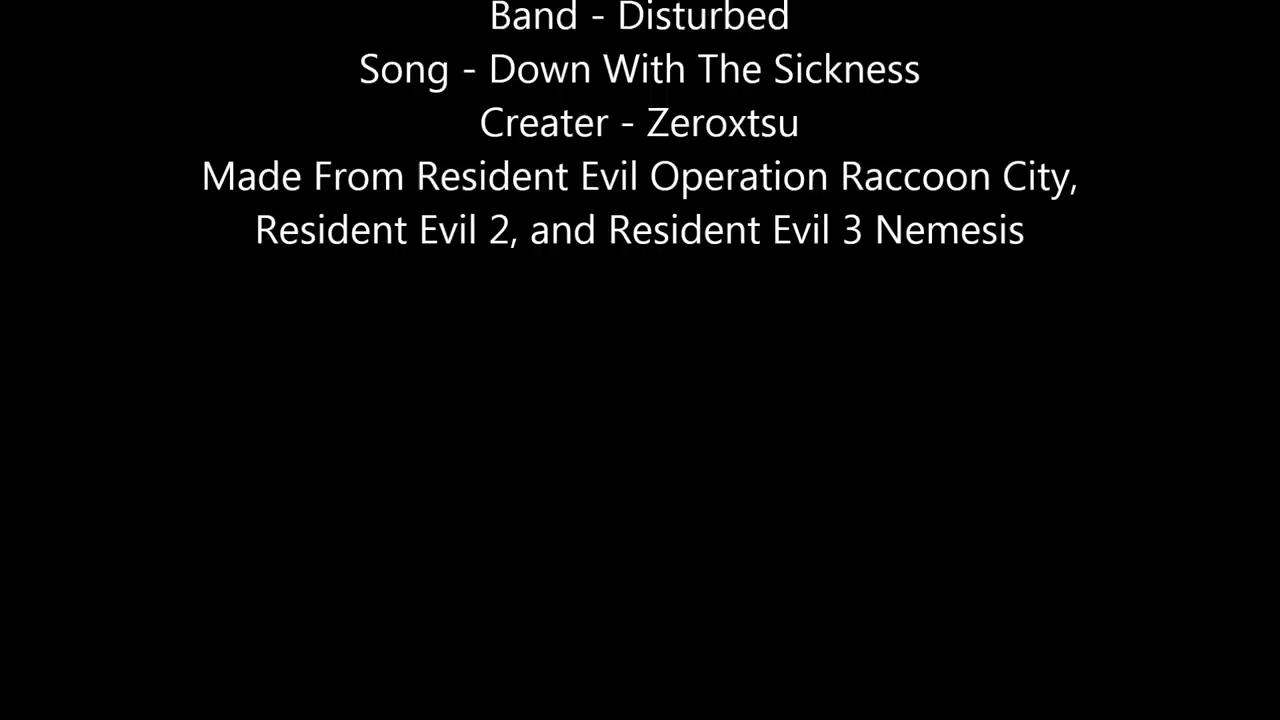 Band - Disturbed
Song - Down With The Sickness
Creater - Zeroxtsu
Made From Resident Evil Operation Raccoon City,
Resident Evil 2, and Resident Evil 3 Nemesis